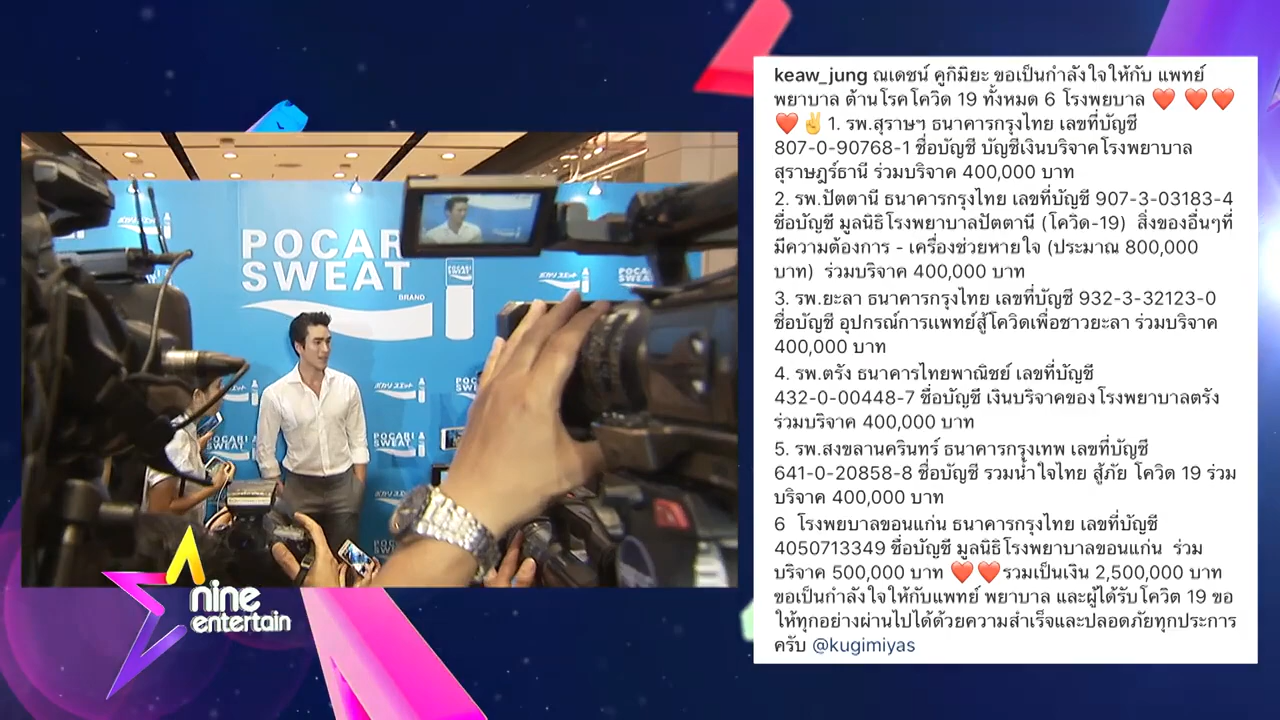 POCARI
SWEAT
BRAND
nine
entertain
keaw_jung ณเดชน์ คูกิมิยะ ขอเป็นกำลังใจให้กับ แพทย์
พยาบาล ต้านโรคโควิด 19 ทั้งหมด 6 โรงพยบาล ❤️ ❤️❤️
❤️✌️1. รพ.สุราษฯ ธนาคารกรุงไทย เลขที่บัญชี
807-0-90768-1 ชื่อบัญชี บัญชีเงินบริจาคโรงพยาบาล
สุราษฎร์ธานี ร่วมบริจาค 400,000 บาท
2. รพ.ปัตตานี ธนาคารกรุงไทย เลขที่บัญชี 907-3-03183-4
ชื่อบัญชี มูลนิธิโรงพยาบาลปัตตานี (โควิด-19) สิ่งของอื่นๆที่
มีความต้องการ - เครื่องช่วยหายใจ (ประมาณ 800,000
บาท) ร่วมบริจาค 400,000 บาท
3. รพ.ยะลา ธนาคารกรุงไทย เลขที่บัญชี 932-3-32123-0
ชื่อบัญชี อุปกรณ์การแพทย์สู้โควิดเพื่อชาวยะลา ร่วมบริจาค
400,000 บาท
4. รพ.ตรัง ธนาคารไทยพาณิชย์ เลขที่บัญชี
432-0-00448-7 ชื่อบัญชี เงินบริจาคของโรงพยาบาลตรัง
ร่วมบริจาค 400,000 บาท
5. รพ.สงขลานครินทร์ ธนาคารกรุงเทพ เลขที่บัญชี
641-0-20858-8 ชื่อบัญชี รวมน้ำใจไทย สู้ภัย โควิด 19 ร่วม
บริจาค 400,000 บาท
6 โรงพยาบาลขอนแก่น ธนาคารกรุงไทย เลขที่บัญชี
4050713349 ชื่อบัญชี มูลนิธิโรงพยาบาลขอนแก่น ร่วม
บริจาค 500,000 บาท ❤️❤️รวมเป็นเงิน 2,500,000 บาท
ขอเป็นกำลังใจให้กับแพทย์ พยาบาล และผู้ได้รับโควิต 19 ขอ
ให้ทุกอย่างผ่านไปได้ด้วยความสำเร็จและปลอดภัยทุกประการ
ครับ @kugimiyas